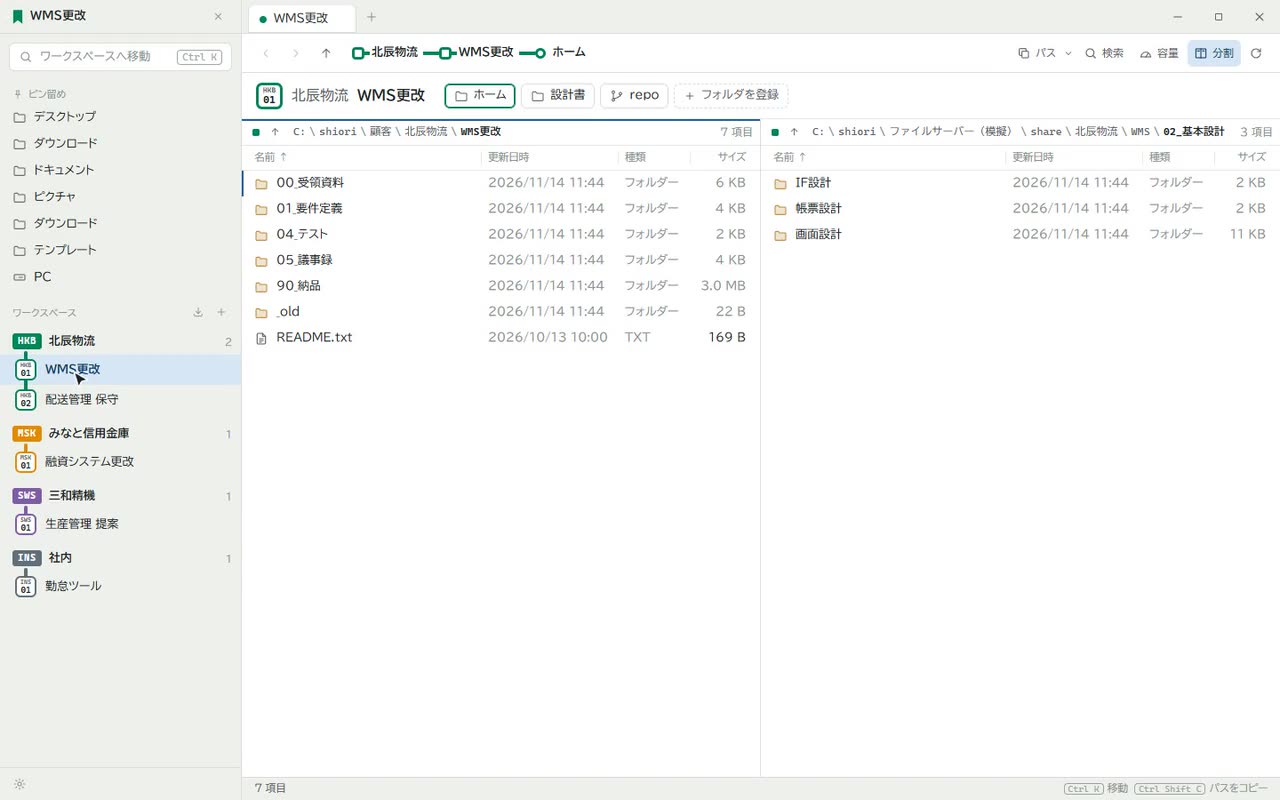 WMS更改
WMS更改
ワークスペースへ移動 Ctrl K
北辰物流 WMS更改 ホーム
パス 検索 容量 分割
ピン留め
デスクトップ
ダウンロード
ドキュメント
ピクチャ
ダウンロード
テンプレート
PC
ワークスペース
HKB 北辰物流 2
HKB 01 WMS更改
HKB 02 配送管理 保守
MSK みなと信用金庫 1
MSK 01 融資システム更改
SWS 三和精機 1
SWS 01 生産管理 提案
INS 社内 1
INS 01 勤怠ツール
HKB 01 北辰物流 WMS更改 ホーム 設計書 repo + フォルダを登録
C: \ shiori \ 顧客 \ 北辰物流 \ WMS更改 7 項目
名前 ↑ 更新日時 種類 サイズ
00_受領資料 2026/11/14 11:44 フォルダー 6 KB
01_要件定義 2026/11/14 11:44 フォルダー 4 KB
04_テスト 2026/11/14 11:44 フォルダー 2 KB
05_議事録 2026/11/14 11:44 フォルダー 4 KB
90_納品 2026/11/14 11:44 フォルダー 3.0 MB
_old 2026/11/14 11:44 フォルダー 22 B
README.txt 2026/10/13 10:00 TXT 169 B
C: \ shiori \ ファイルサーバー（模擬） \ share \ 北辰物流 \ WMS \ 02_基本設計 3 項目
名前 ↑ 更新日時 種類 サイズ
IF設計 2026/11/14 11:44 フォルダー 2 KB
帳票設計 2026/11/14 11:44 フォルダー 2 KB
画面設計 2026/11/14 11:44 フォルダー 11 KB
7 項目
Ctrl K 移動 Ctrl Shift C パスをコピー